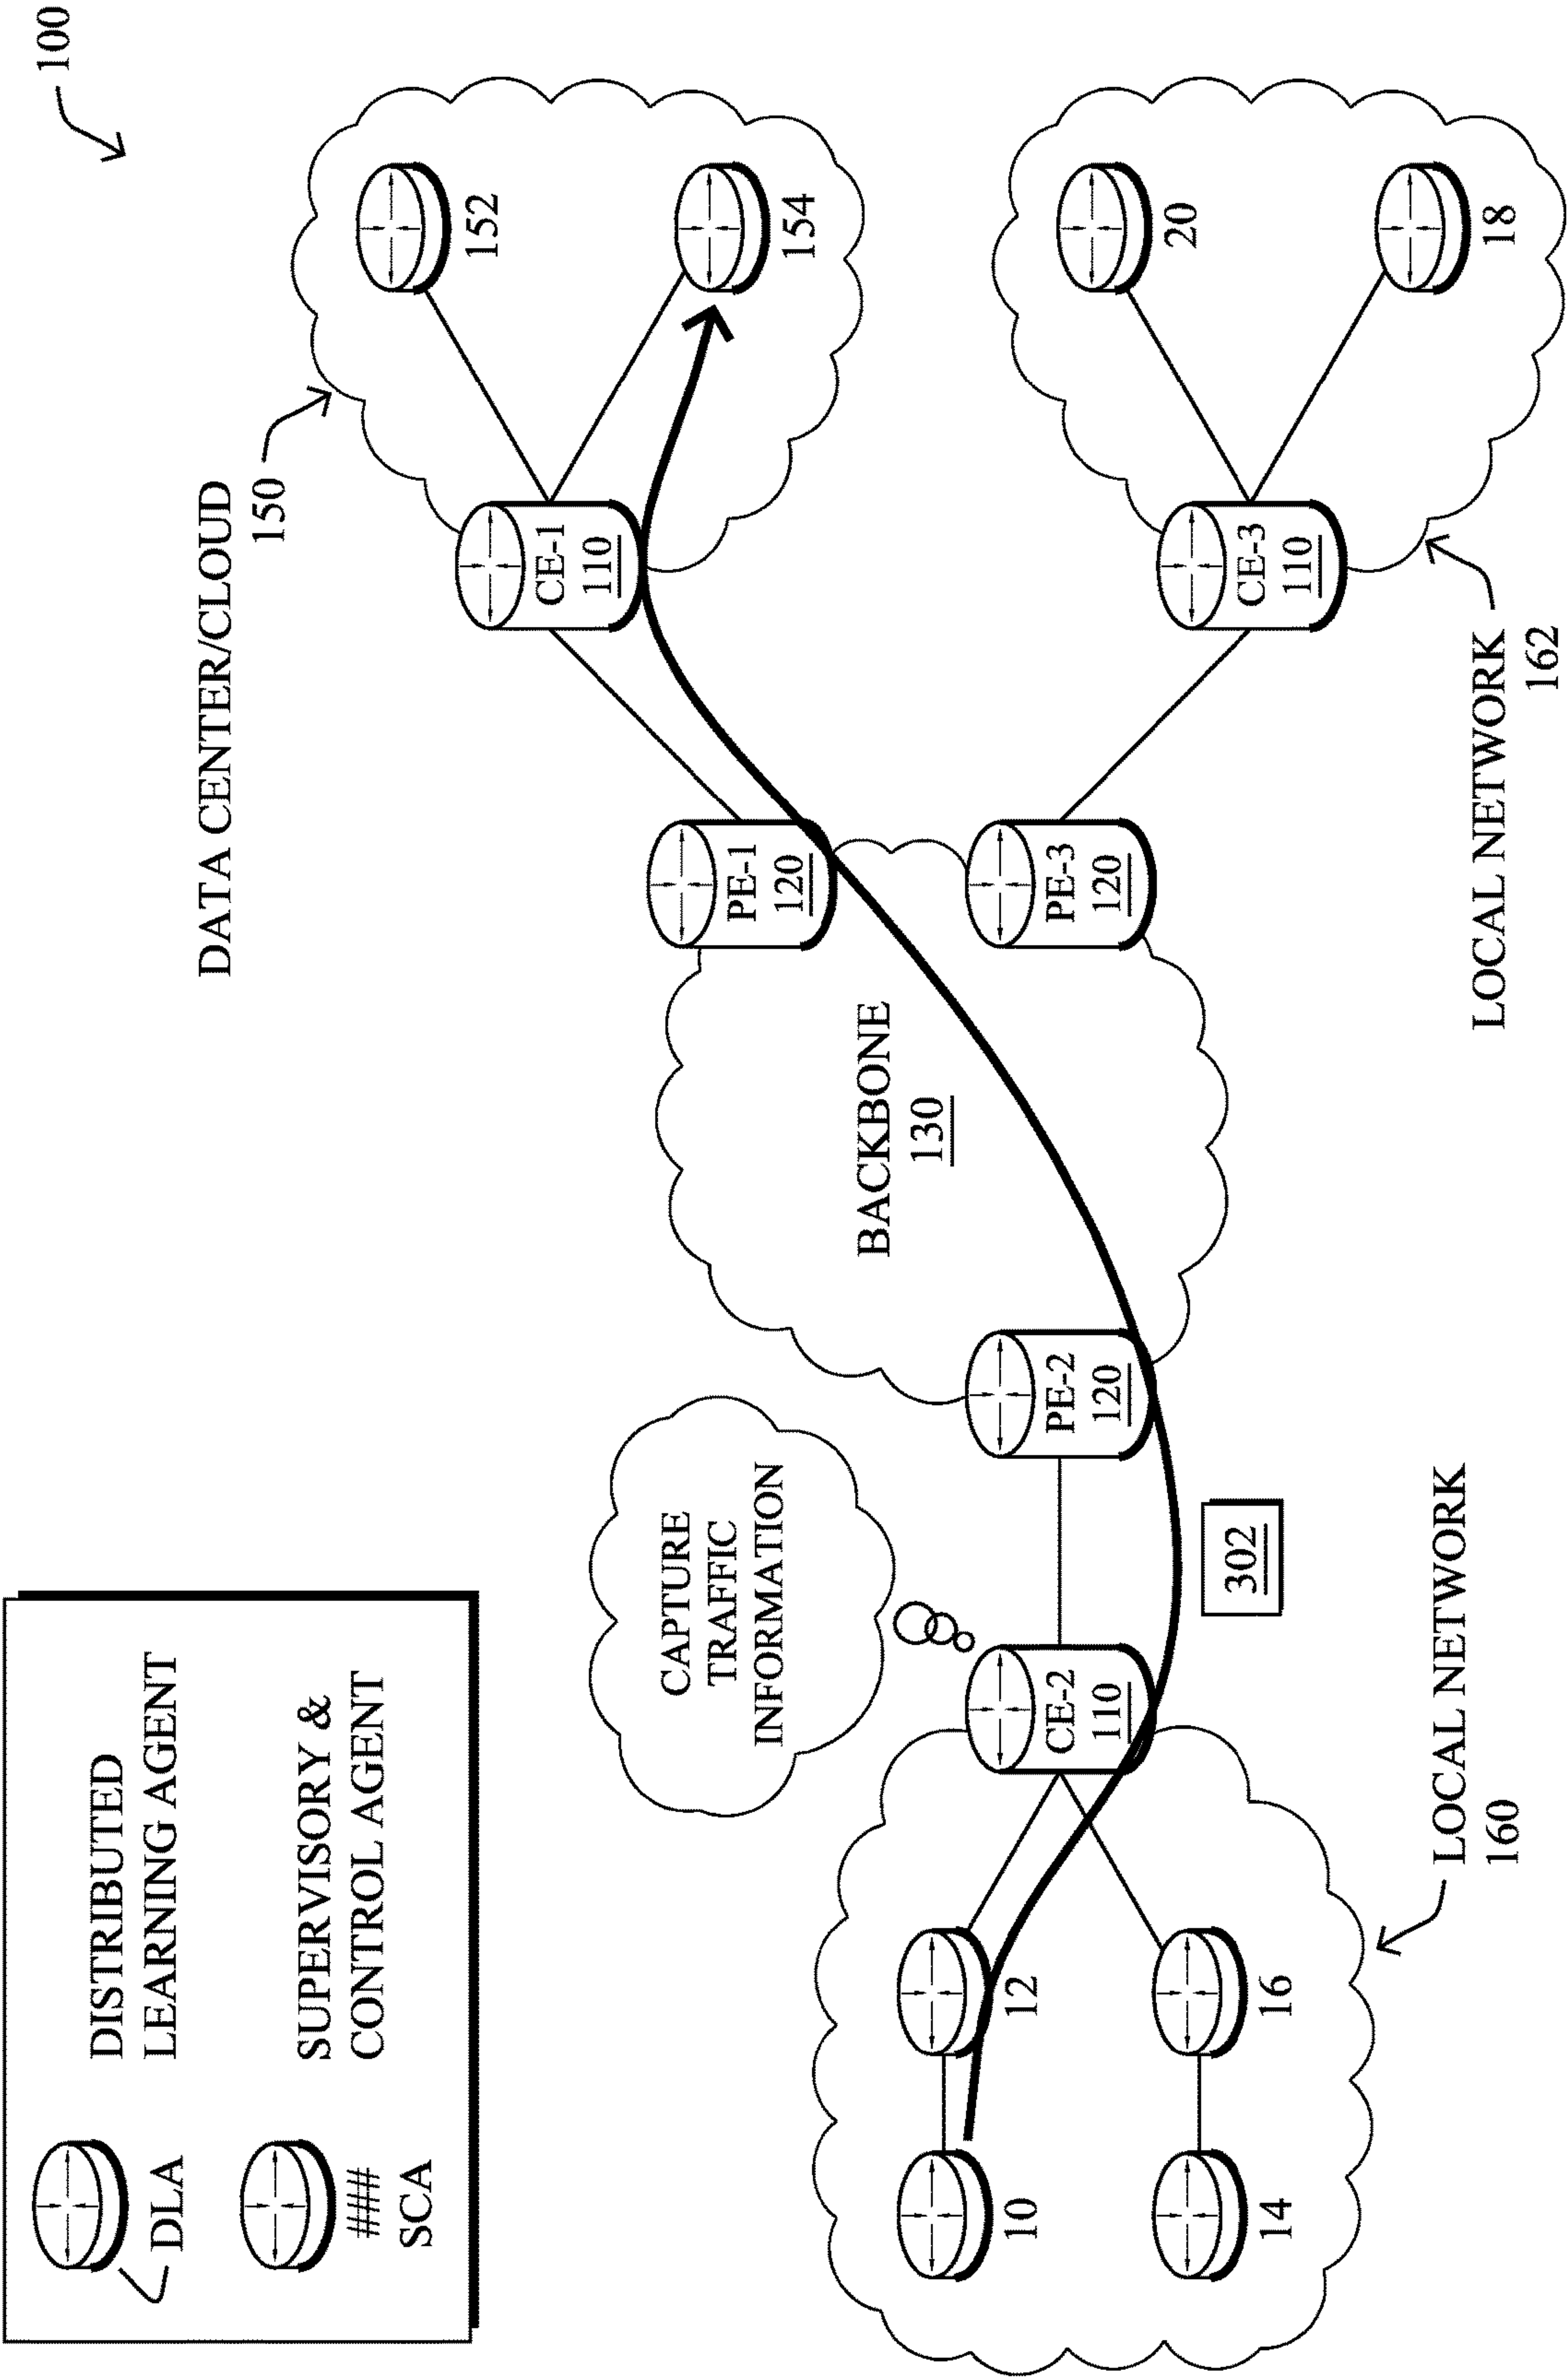 100
DISTRIBUTED
LEARNING AGENT
DLA
SUPERVISORY &
CONTROL AGENT
###
SCA
DATA CENTER/CLOUD
150
152
154
CE-1
110
PE-1
120
CAPTURE
TRAFFIC
INFORMATION
BACKBONE
130
10
12
14
16
CE-2
110
PE-2
120
PE-3
120
302
CE-3
110
20
18
LOCAL NETWORK
160
LOCAL NETWORK
162